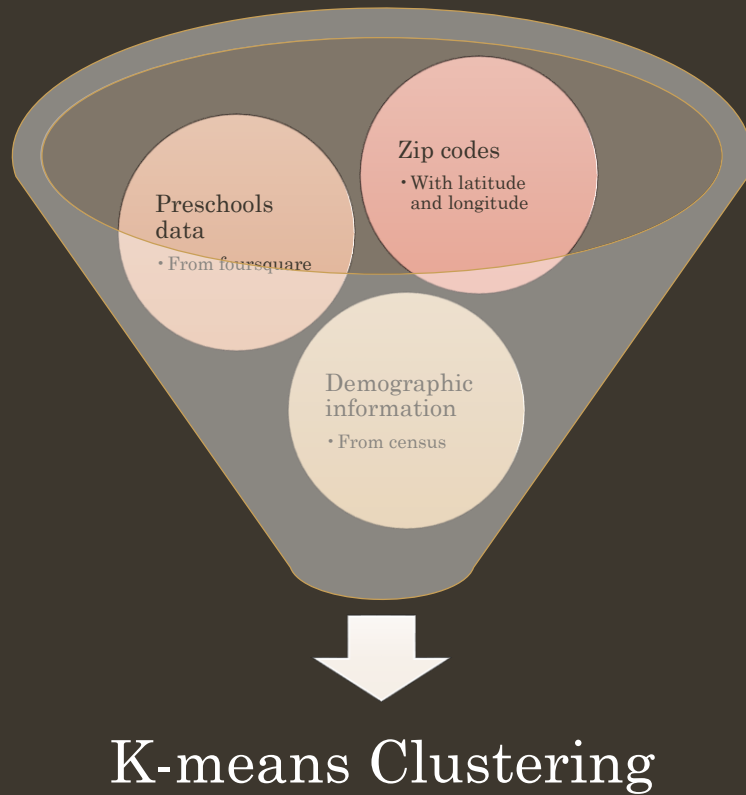 Zip codes
• With latitude
and longitude
Preschools
data
• From foursquare
Demographic
information
• From census
K-means Clustering